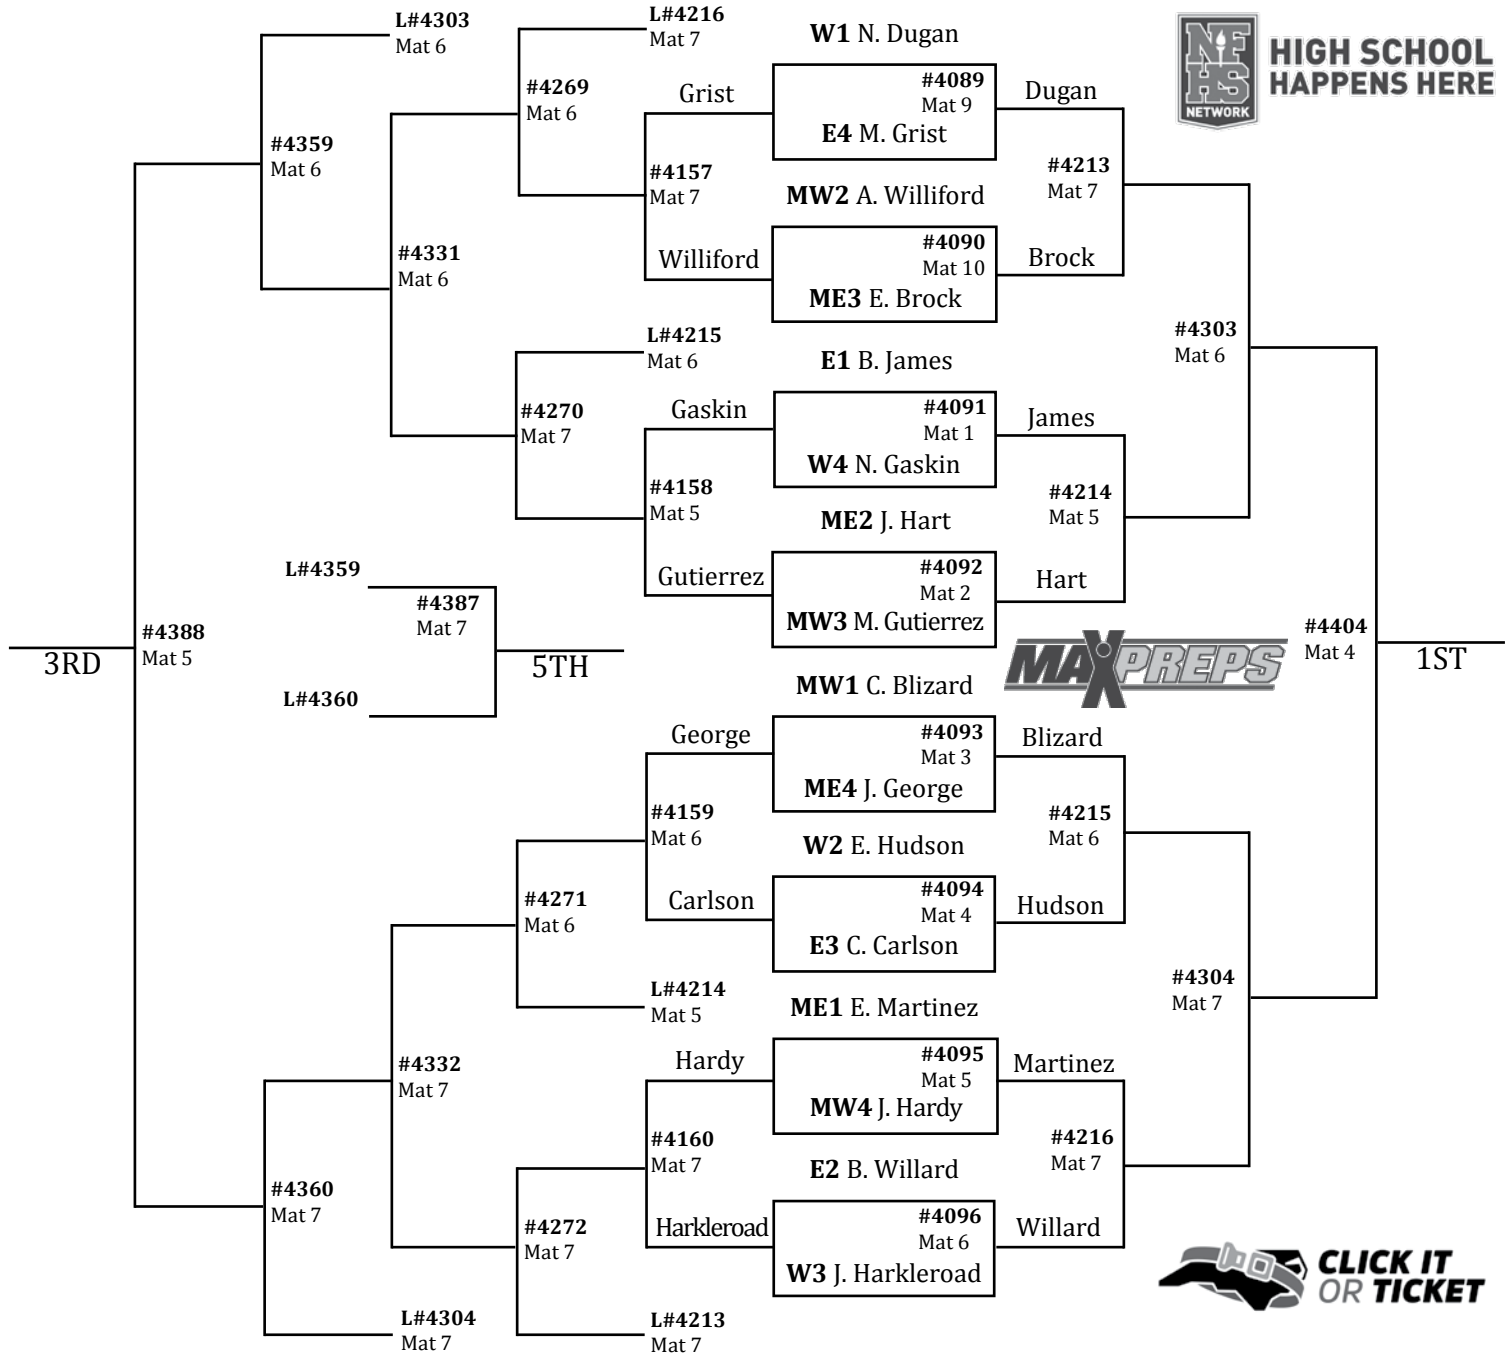 L#4303
Mat 6
L#4216
Mat 7
W1 N. Dugan
NF
HS
NETWORK
HIGH SCHOOL
HAPPENS HERE
#4269
Mat 6
Grist
#4089
Mat 9
Dugan
E4 M. Grist
#4359
Mat 6
#4157
Mat 7
#4213
Mat 7
MW2 A. Williford
#4331
Mat 6
Williford
#4090
Mat 10
Brock
ME3 E. Brock
L#4215
Mat 6
#4303
Mat 6
E1 B. James
#4270
Mat 7
Gaskin
#4091
Mat 1
James
W4 N. Gaskin
#4158
Mat 5
#4214
Mat 5
ME2 J. Hart
L#4359
Gutierrez
#4092
Mat 2
Hart
#4387
Mat 7
MW3 M. Gutierrez
#4388
Mat 5
3RD
5TH
MAXPREPS
#4404
Mat 4
1ST
L#4360
MW1 C. Blizard
George
#4093
Mat 3
Blizard
ME4 J. George
#4159
Mat 6
#4215
Mat 6
W2 E. Hudson
#4271
Mat 6
Carlson
#4094
Mat 4
Hudson
E3 C. Carlson
L#4214
Mat 5
#4304
Mat 7
ME1 E. Martinez
#4332
Mat 7
Hardy
#4095
Mat 5
Martinez
MW4 J. Hardy
#4160
Mat 7
#4216
Mat 7
E2 B. Willard
#4360
Mat 7
#4272
Mat 7
Harkleroad
#4096
Mat 6
Willard
W3 J. Harkleroad
CLICK IT
OR TICKET
L#4304
Mat 7
L#4213
Mat 7